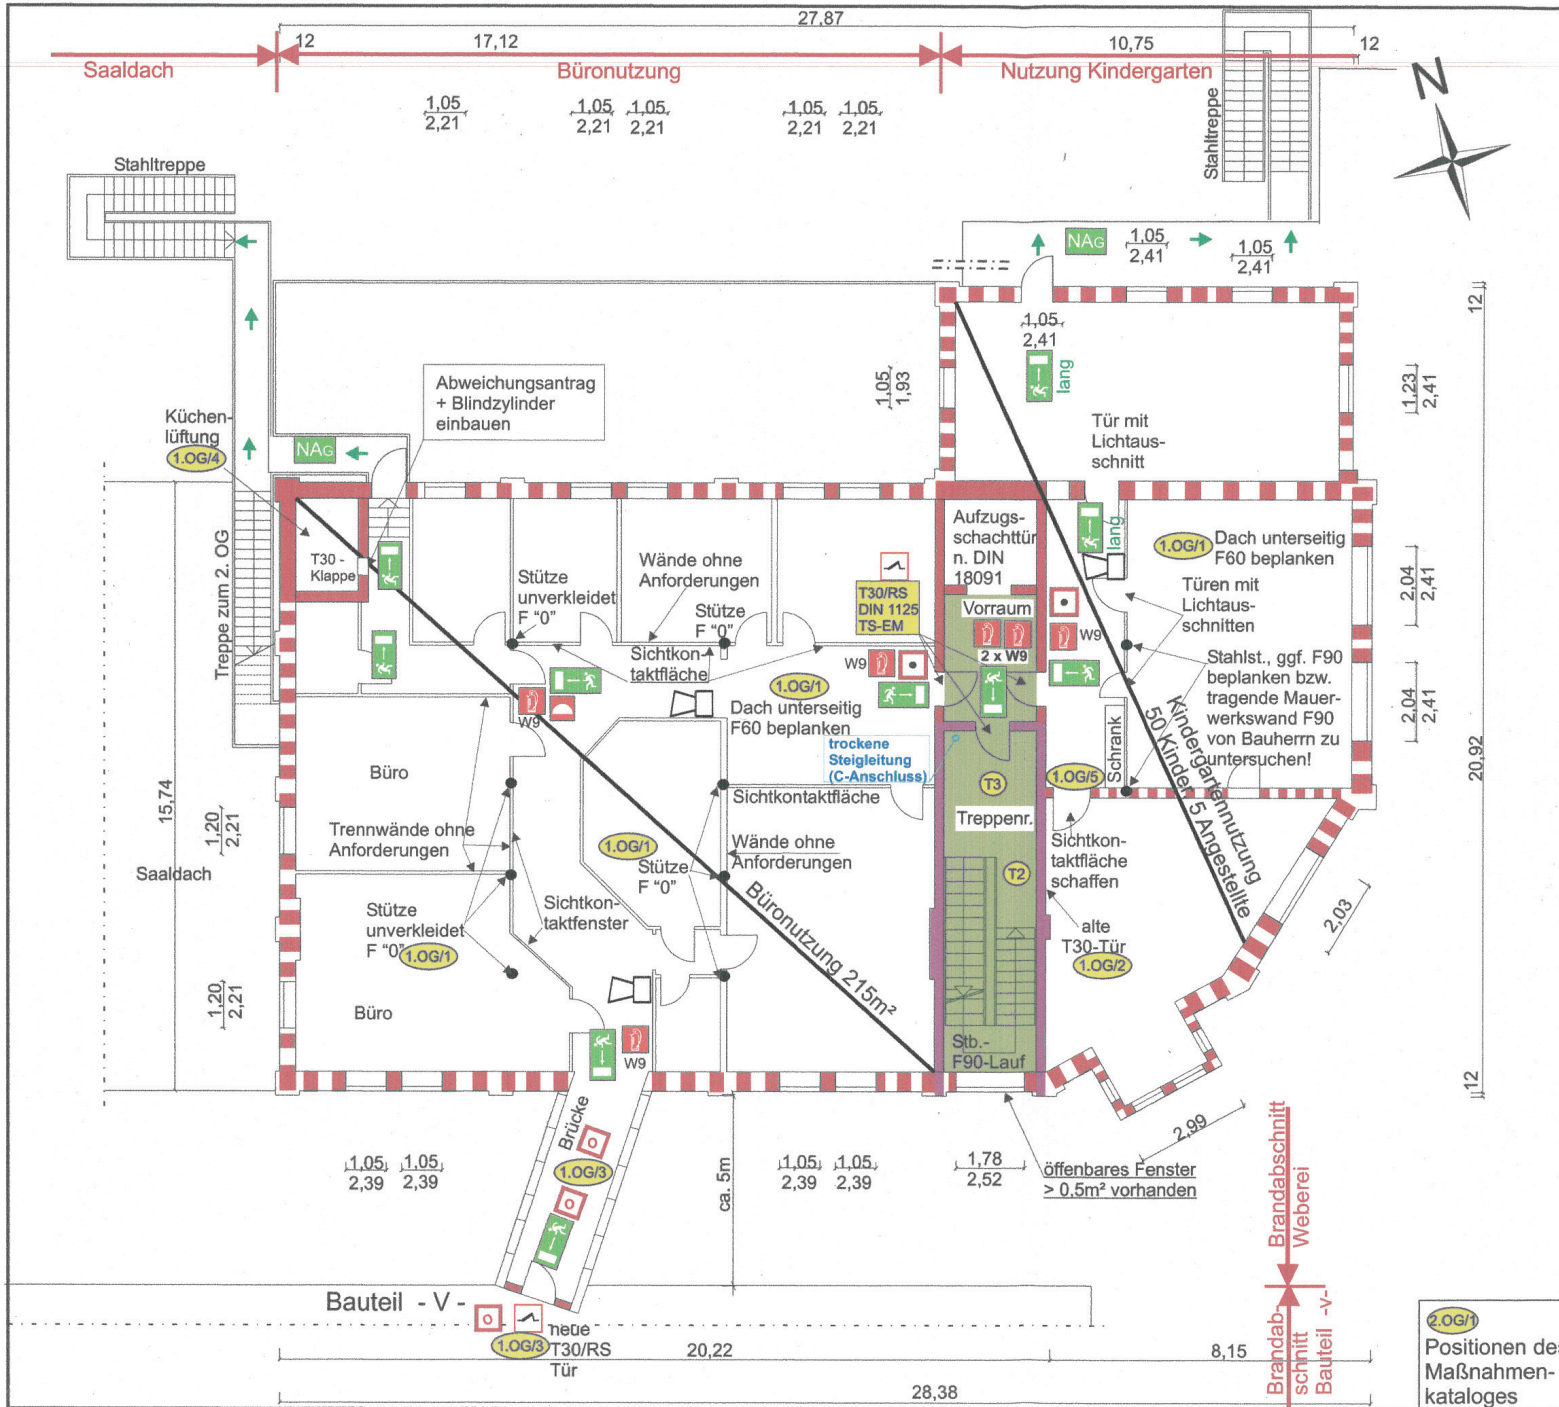 27,87
12
17,12
10,75
12
Saaldach
Büronutzung
Nutzung Kindergarten
N
1,05
2,21
1,05
2,21
1,05
2,21
1,05
2,21
1,05
2,21
Stahltreppe
Stahltreppe
NAG
1,05
2,41
1,05
2,41
1,05
2,41
lang
12
1,05
1,93
1,23
2,41
Abweichungsantrag
+ Blindzylinder
einbauen
Küchen-
lüftung
1.OG/4
NAG
Tür mit
Lichtaus-
schnitt
Treppe zum 2. OG
T30 -
Klappe
Stütze
unverkleidet
F "0"
Wände ohne
Anforderungen
Stütze
F "0"
Sichtkon-
taktfläche
T30/RS
DIN 1125
TS-EM
Aufzugs-
schachttür
n. DIN
18091
Vorraum
2 x W9
lang
1.OG/1
Dach unterseitig
F60 beplanken
Türen mit
Lichtaus-
schnitten
2,04
2,41
W9
W9
W9
1.OG/1
Dach unterseitig
F60 beplanken
Stahlst., ggf. F90
beplanken bzw.
tragende Mauer-
werkswand F90
von Bauherrn zu
untersuchen!
2,04
2,41
20,92
15,74
Büro
trockene
Steigleitung
(C-Anschluss)
Schrank
Kindergartennutzung
50 Kinder, 5 Angestellte
T3
1.OG/5
Sichtkontaktfläche
Treppenr.
1,20
2,21
Trennwände ohne
Anforderungen
1.OG/1
Stütze
F "0"
Wände ohne
Anforderungen
Sichtkon-
taktfläche
schaffen
T2
Saaldach
Büronutzung 215m²
Stütze
unverkleidet
F "0"
1.OG/1
Sichtkon-
taktfenster
alte
T30-Tür
1.OG/2
2,03
1,20
2,21
Büro
W9
Stb.-
F90-Lauf
12
Brücke
1.OG/3
ca. 5m
2,99
1,05
2,39
1,05
2,39
1,05
2,39
1,05
2,39
1,78
2,52
öffenbares Fenster
> 0,5m² vorhanden
Brandabschnitt
Weberei
Bauteil - V -
1.OG/3
neue
T30/RS
Tür
20,22
8,15
28,38
Brandab-
schnitt
Bauteil -v-
2.OG/1
Positionen des
Maßnahmen-
kataloges